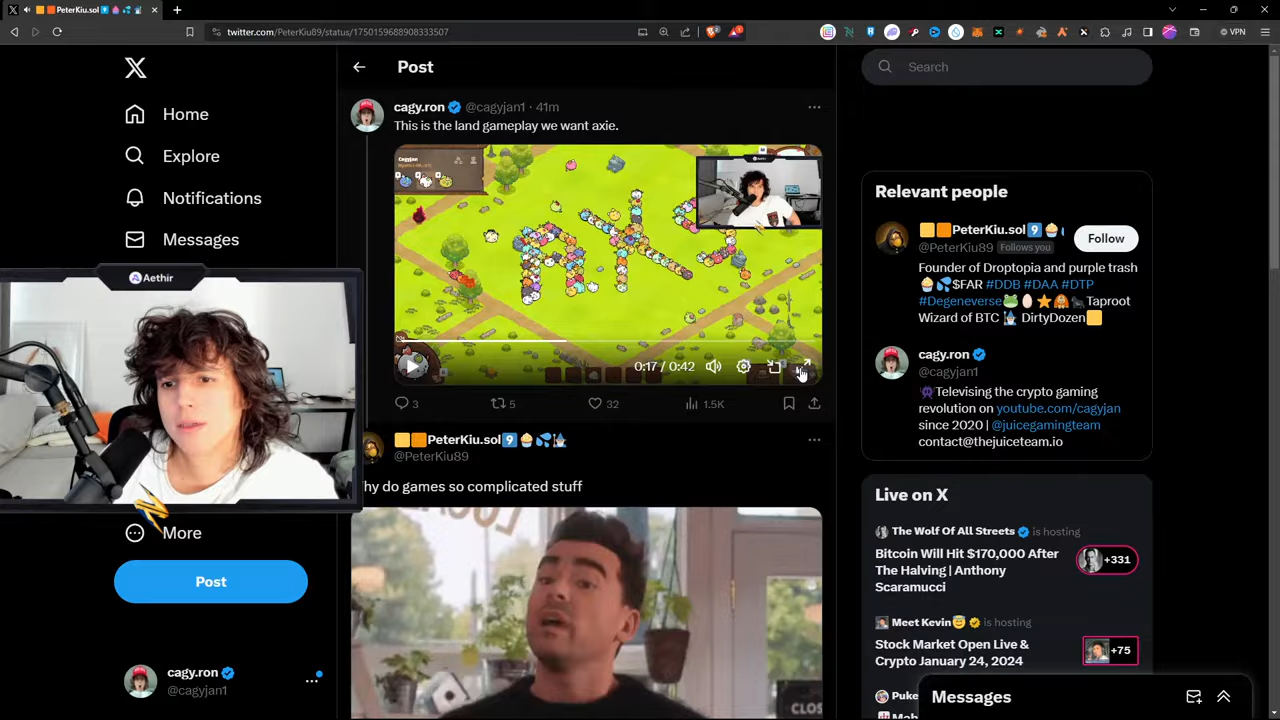 PeterKiu.sol
twitter.com/PeterKiu89/status/1750159688908333507
VPN
Home
Explore
Notifications
Messages
More
Post
cagy.ron
@cagyjan1
Aethir
Post
cagy.ron @cagyjan1 · 41m
This is the land gameplay we want axie.
Cagyjan
0:17 / 0:42
3
5
32
1.5K
PeterKiu.sol
@PeterKiu89
hy do games so complicated stuff
CLOS
Search
Relevant people
PeterKiu.sol
@PeterKiu89 Follows you
Follow
Founder of Droptopia and purple trash
$FAR #DDB #DAA #DTP
#Degeneverse Taproot
Wizard of BTC DirtyDozen
cagy.ron
@cagyjan1
Televising the crypto gaming
revolution on youtube.com/cagyjan
since 2020 | @juicegamingteam
contact@thejuiceteam.io
Live on X
The Wolf Of All Streets is hosting
Bitcoin Will Hit $170,000 After
The Halving | Anthony
Scaramucci
+331
Meet Kevin is hosting
Stock Market Open Live &
Crypto January 24, 2024
+75
Messages